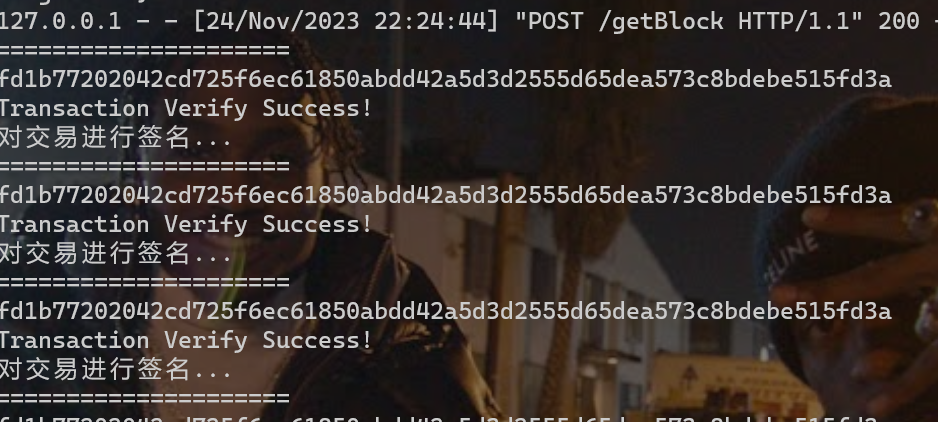 127.0.0.1 - - [24/Nov/2023 22:24:44] "POST /getBlock HTTP/1.1" 200 -
=====================
fd1b77202042cd725f6ec61850abdd42a5d3d2555d65dea573c8bdebe515fd3a
Transaction Verify Success!
对交易进行签名...
=====================
fd1b77202042cd725f6ec61850abdd42a5d3d2555d65dea573c8bdebe515fd3a
Transaction Verify Success!
对交易进行签名...
=====================
fd1b77202042cd725f6ec61850abdd42a5d3d2555d65dea573c8bdebe515fd3a
Transaction Verify Success!
对交易进行签名...
=====================